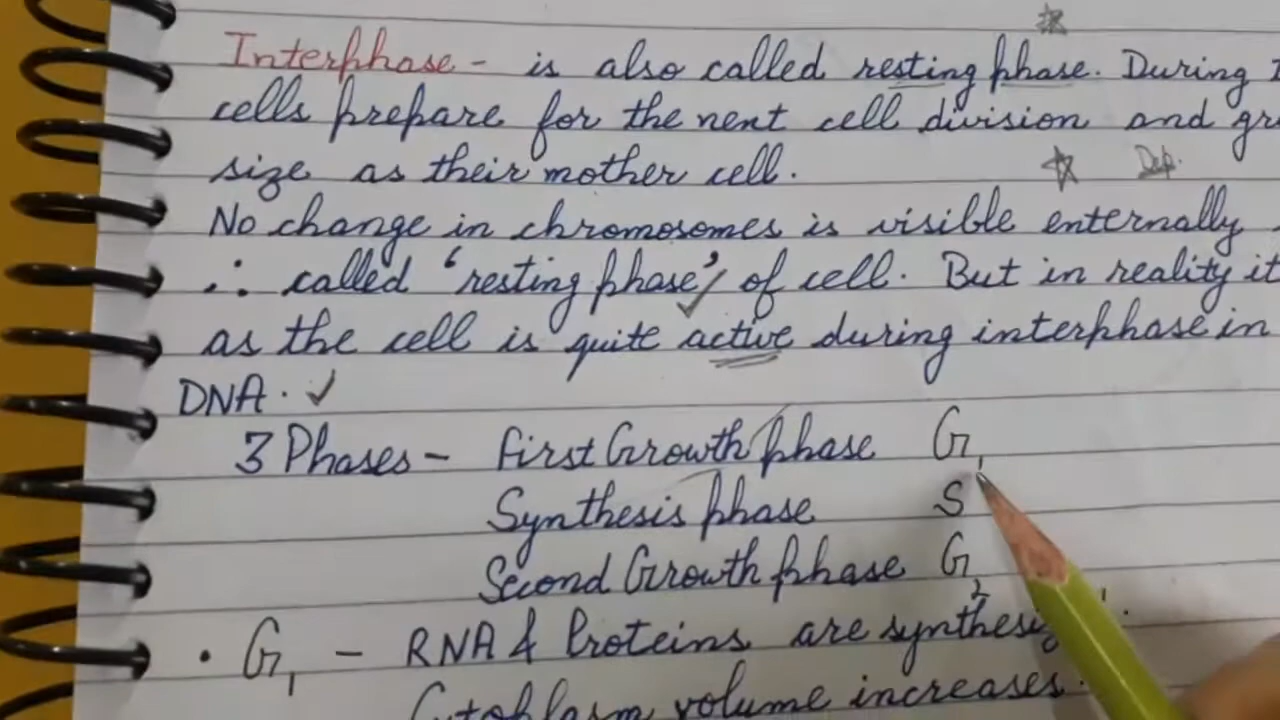 Interphase - is also called resting phase. During
cells prepare for the next cell division and
size as their mother cell.
No change in chromosomes is visible enternally
∴ called 'resting phase' of cell. But in reality it
as the cell is quite active during interphase in
DNA. ✓
3 Phases - First Growth phase G₁
Synthesis phase S
Second Growth phase G₂
• G₁ - RNA & Proteins are
Cytoplasm volume increases.